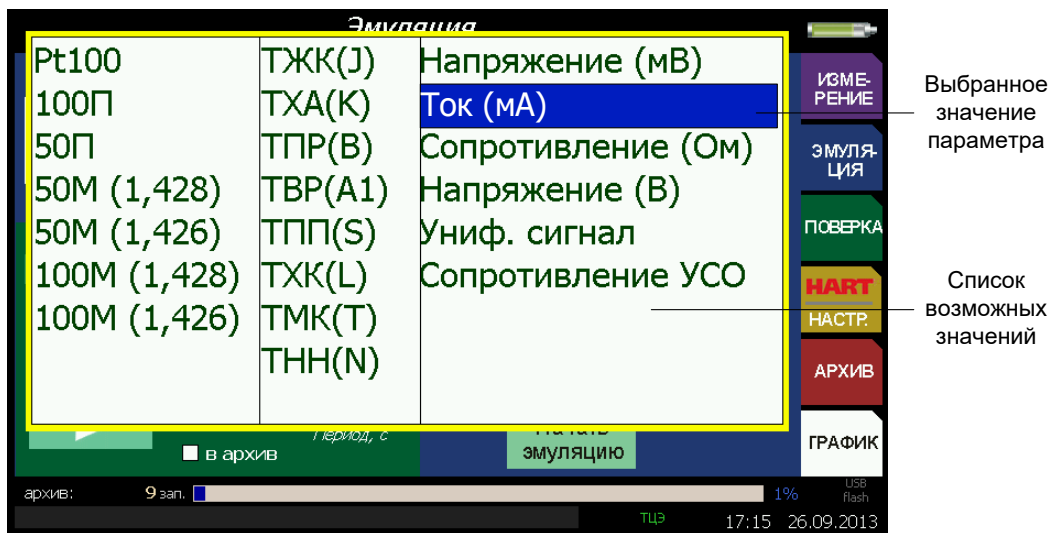 Эмуляция
Pt100
100П
50П
50М (1,428)
50М (1,426)
100М (1,428)
100М (1,426)
ТЖК(J)
ТХА(K)
ТПР(B)
ТВР(А1)
ТПП(S)
ТХК(L)
ТМК(T)
ТНН(N)
Напряжение (мВ)
Ток (мА)
Сопротивление (Ом)
Напряжение (В)
Униф. сигнал
Сопротивление УСО
ИЗМЕ-
РЕНИЕ
ЭМУЛЯ-
ЦИЯ
ПОВЕРКА
HART
НАСТР.
АРХИВ
ГРАФИК
Выбранное
значение
параметра
Список
возможных
значений
Период, с
в архив
эмуляцию
архив:
9 зап.
1%
USB
flash
ТЦЭ
17:15 26.09.2013